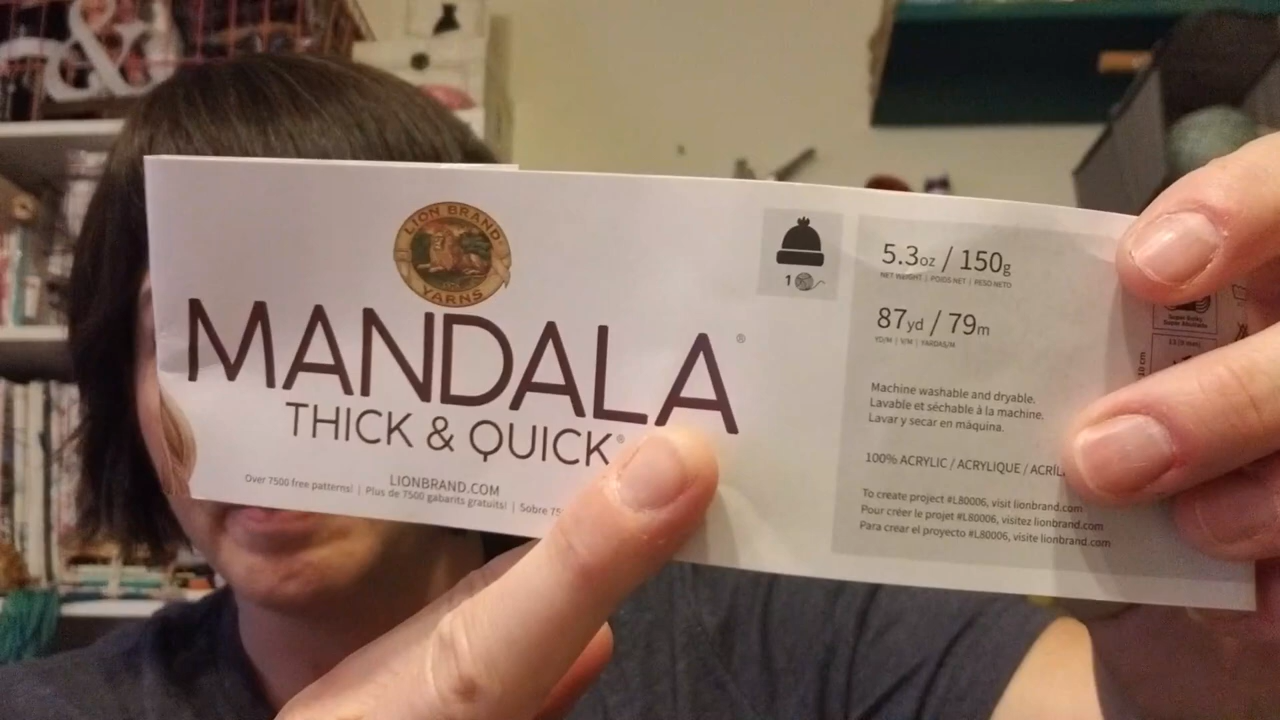 &
LION BRAND
YARNS
MANDALA®
THICK & QUICK®
LIONBRAND.COM
Over 7500 free patterns! | Plus de 7500 gabarits gratuits! | Sobre
1
5.3oz / 150g
NET WEIGHT | POIDS NET | PESO NETO
87yd / 79m
YD/M | V/M | YARDAS/M
Machine washable and dryable.
Lavable et séchable à la machine.
Lavar y secar en máquina.
100% ACRYLIC / ACRYLIQUE /
To create project #L80006, visit lionbrand.com
Pour créer le projet #L80006, visitez lionbrand.com
Para crear el proyecto #L80006, visite lionbrand.com
Super Bulky